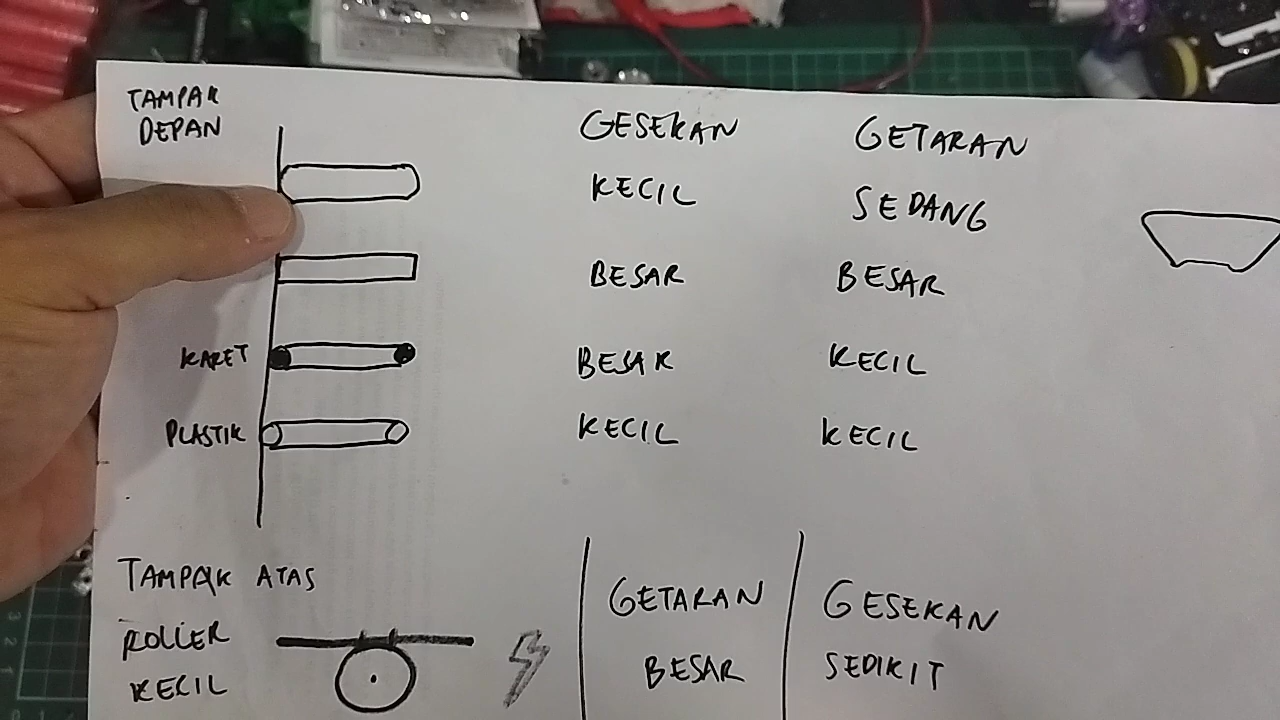 TAMPAK
DEPAN
GESEKAN GETARAN
KECIL SEDANG
BESAR BESAR
KARET BESAR KECIL
PLASTIK KECIL KECIL
TAMPAK ATAS
GETARAN GESEKAN
ROLLER
KECIL BESAR SEDIKIT